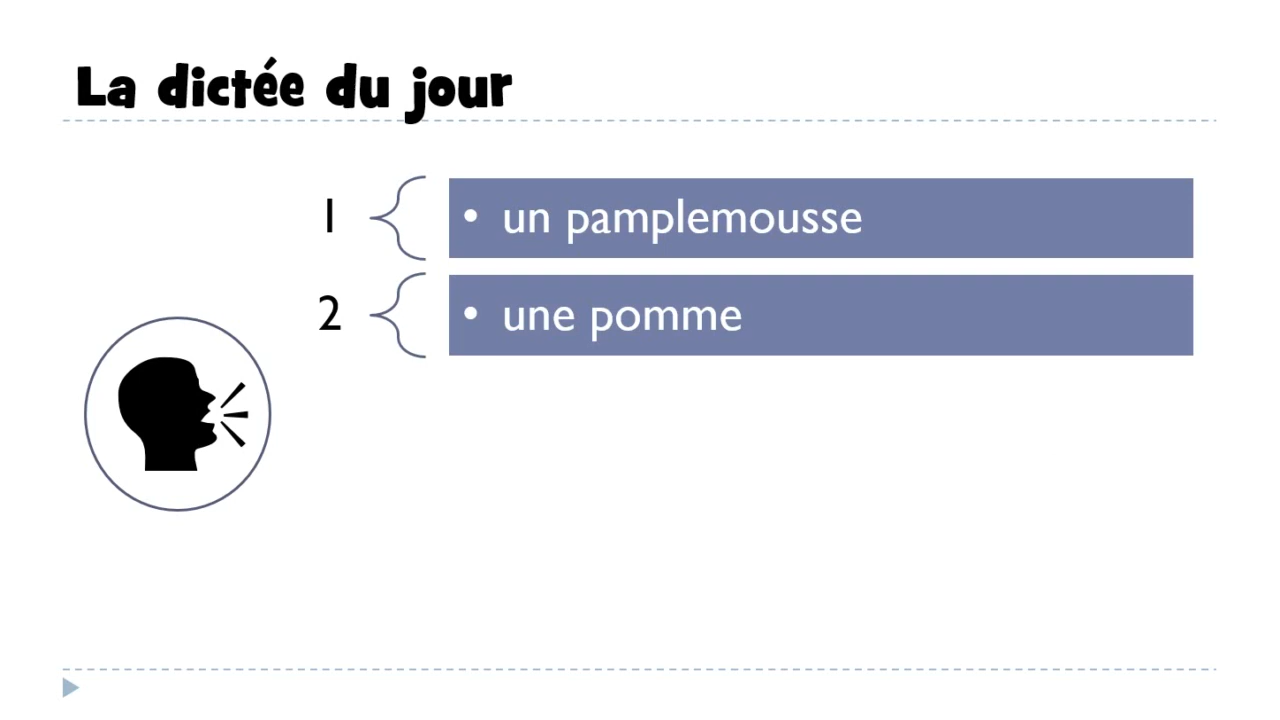 La dictée du jour
1 • un pamplemousse
2 • une pomme